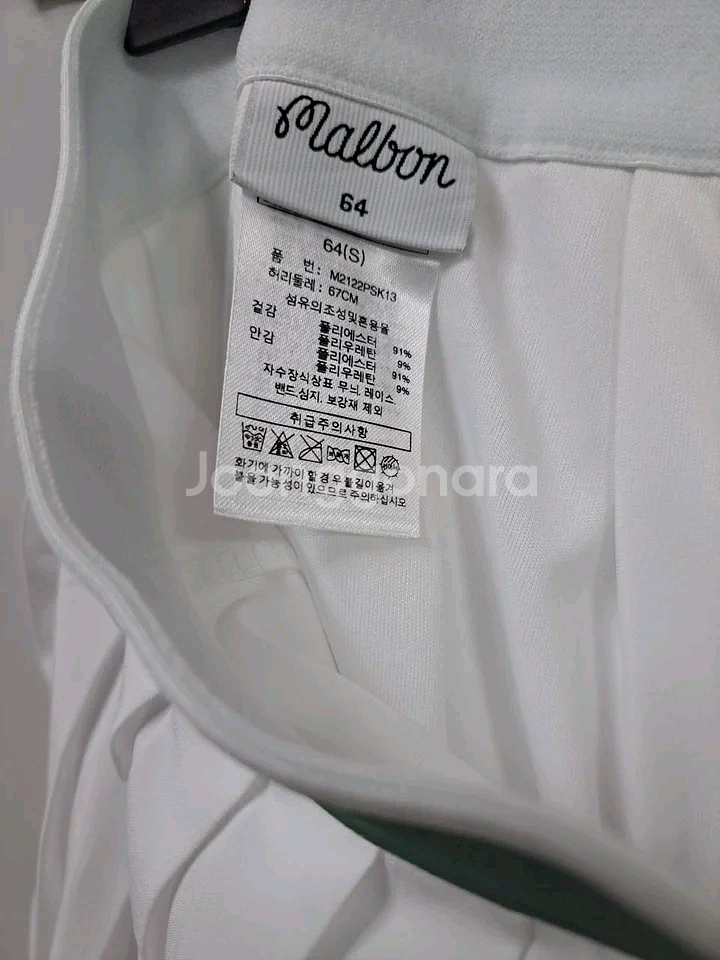 Malbon
64
64(S)
품 번: M2122PSK13
허리둘레: 67CM
섬유의조성및혼용율
겉감 폴리에스터 91%
폴리우레탄 9%
안감 폴리에스터 91%
폴리우레탄 9%
자수장식상표 무늬, 레이스
밴드,심지, 보강재 제외
취급주의사항
화기에 가까이 할 경우 불길이 옮겨
붙을 가능성이 있으므로 주의하십시오
Joonggonara